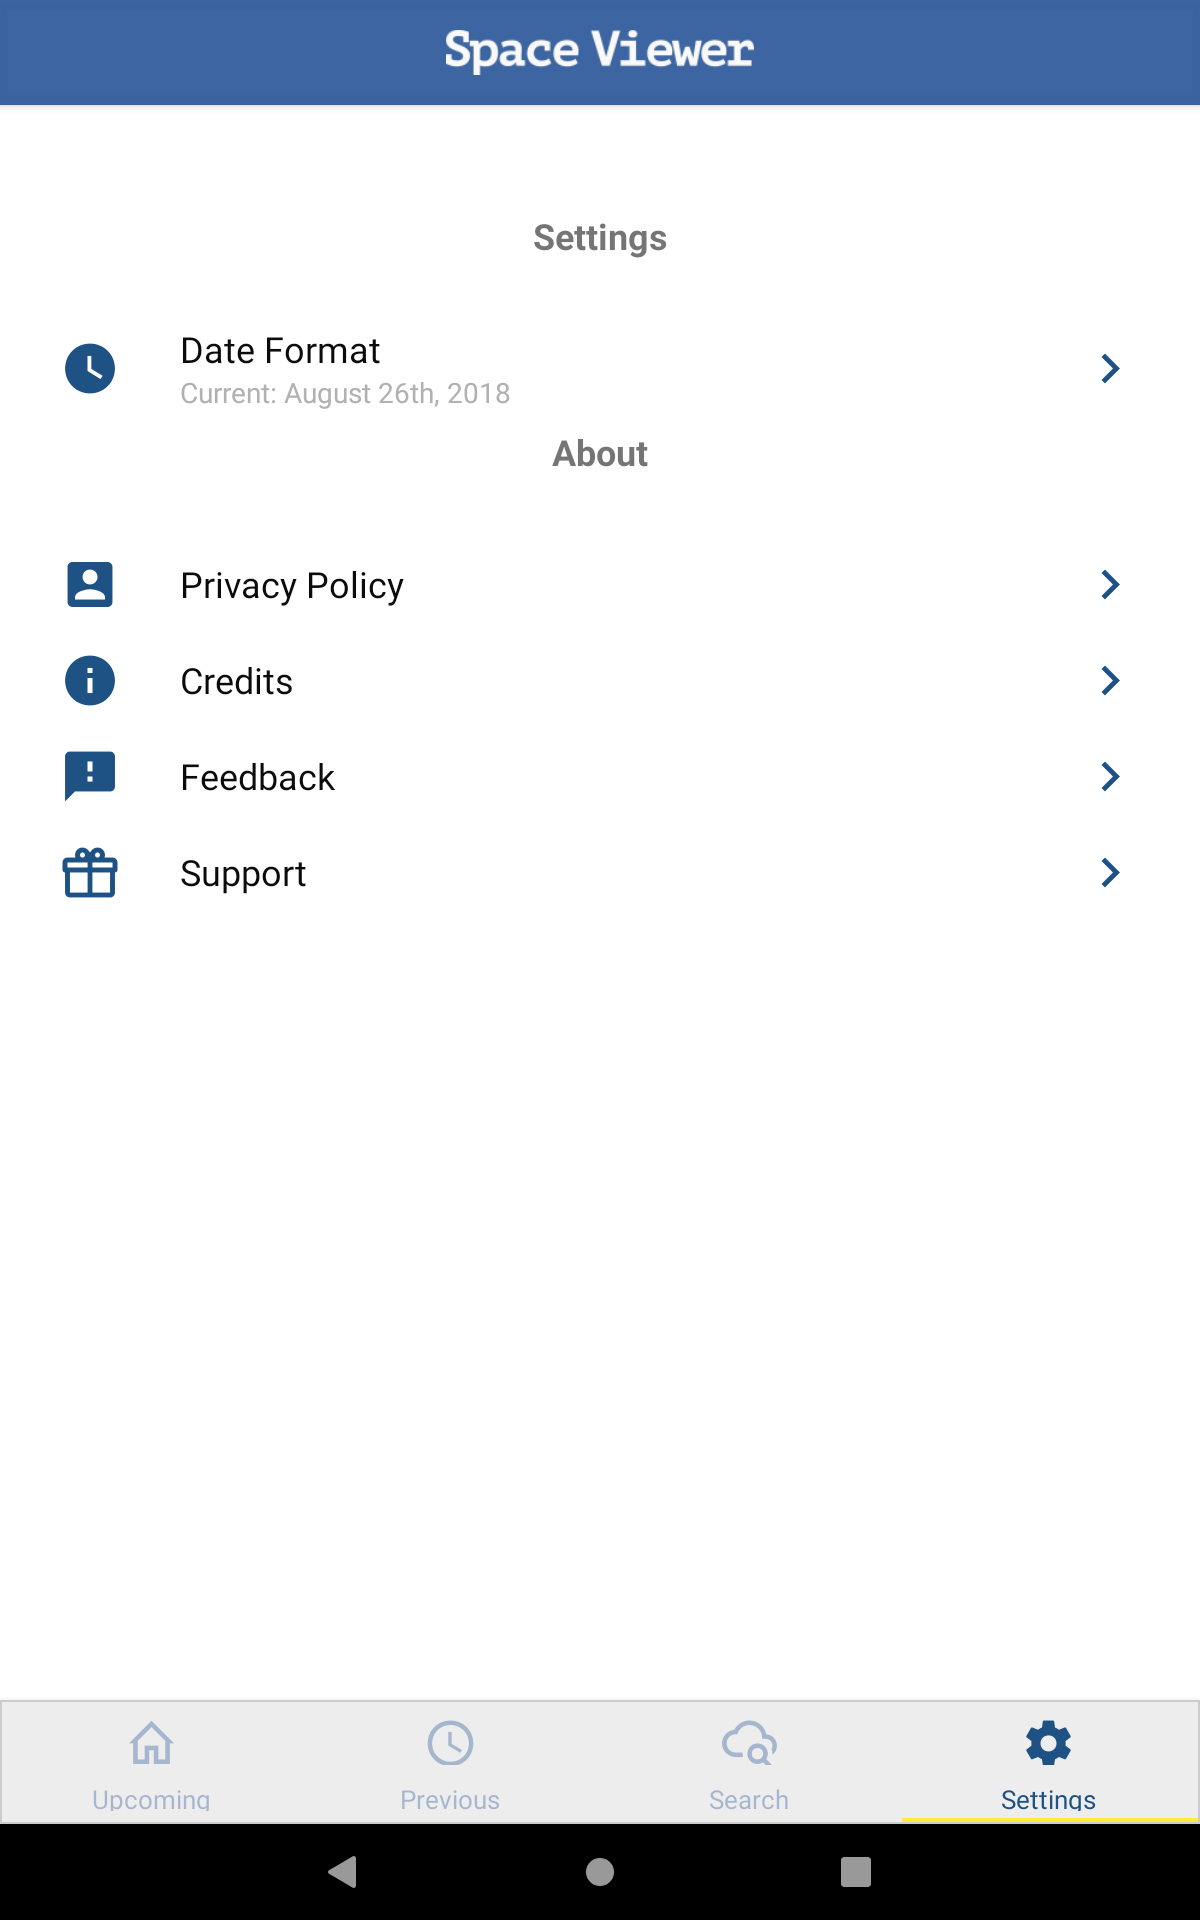 Space Viewer
Settings
Date Format
Current: August 26th, 2018
About
Privacy Policy
Credits
Feedback
Support
Upcoming
Previous
Search
Settings